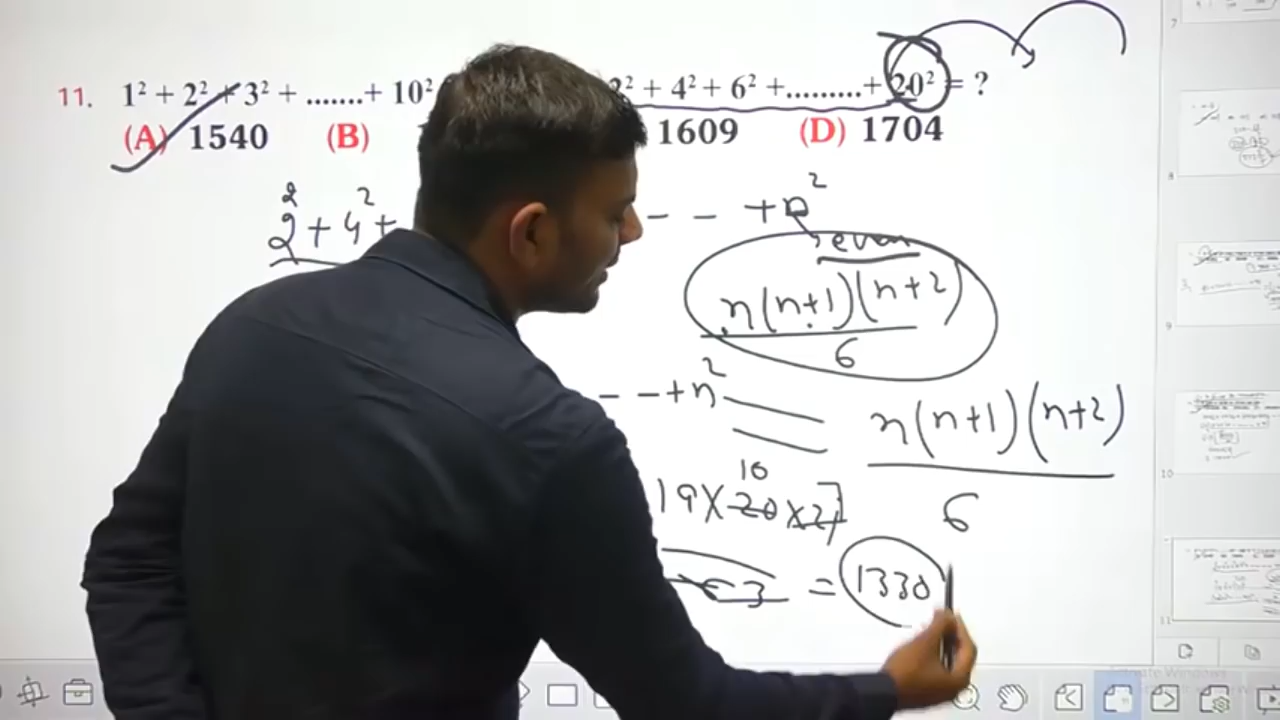 11. 1² + 2² + 3² + .......+ 10² 2² + 4² + 6² +.........+ 20² = ?
(A) 1540 (B) 1609 (D) 1704
2² + 4² + - - + n²
even
n(n+1)(n+2)
6
- - + n² n(n+1)(n+2)
6
10
19 × 20 × 21
3 = 1330